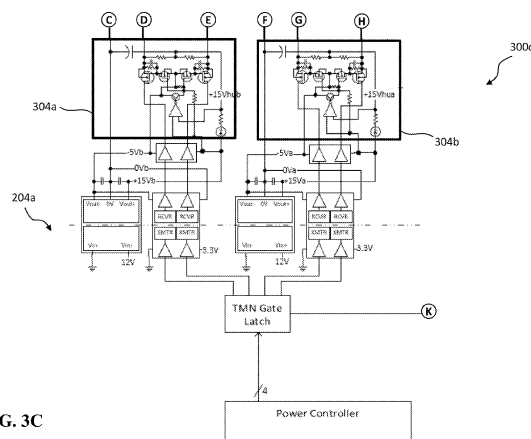 C D E F G H
300c
+15Vhub +15Vhua
304a
304b
-5Vb -5Va
0Vb 0Va
+15Vb +15Va
204a
Vout- 0V Vout+ RCVR RCVR Vout- 0V Vout+ RCVR RCVR
Vin- Vin+ XMTR XMTR Vin- Vin+ XMTR XMTR
3.3V 3.3V
12V 12V
TMN Gate
Latch
K
4
G. 3C
Power Controller